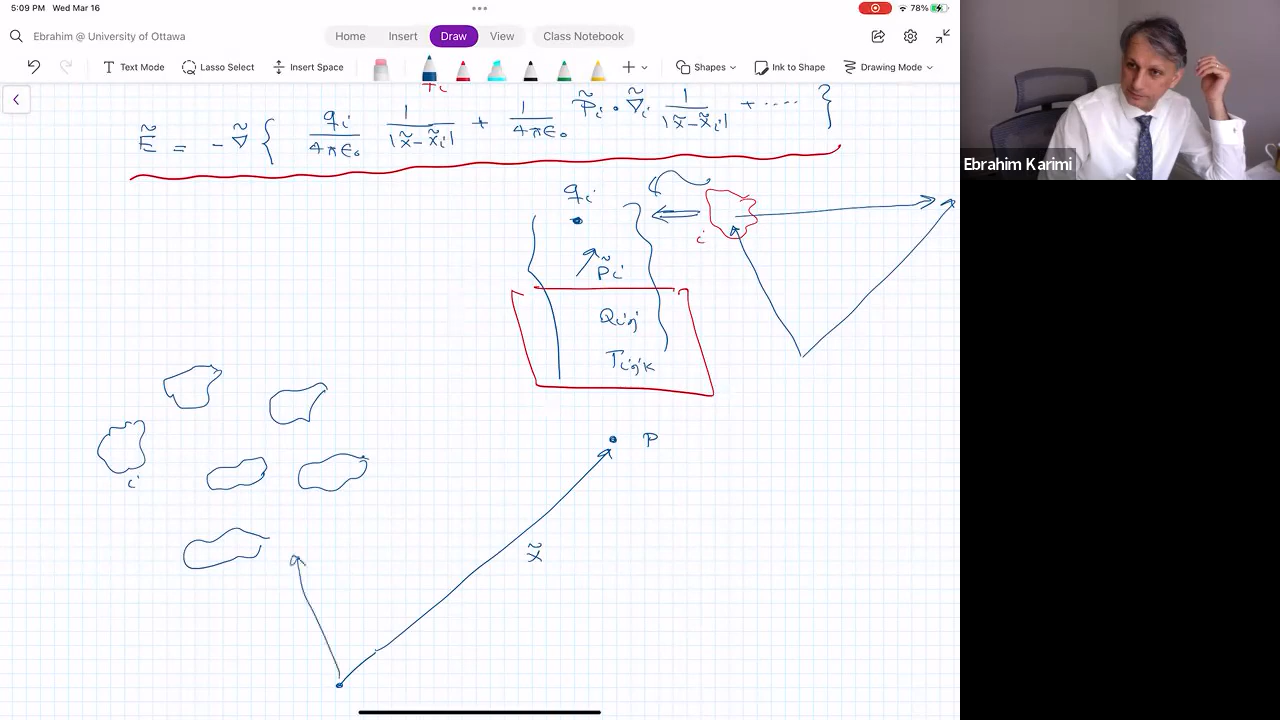 5:09 PM Wed Mar 16
78%
Ebrahim @ University of Ottawa
Home Insert Draw View Class Notebook
Text Mode Lasso Select Insert Space Shapes Ink to Shape Drawing Mode
Ẽ = -∇̃ { qᵢ/4πε₀ 1/|x̃-x̃ᵢ| + 1/4πε₀ P̃ᵢ · ∇̃ᵢ 1/|x̃-x̃ᵢ| + .... }
Ebrahim Karimi
qᵢ
i
P̃ᵢ
Qᵢⱼ
Tᵢⱼₖ
P
i
x̃